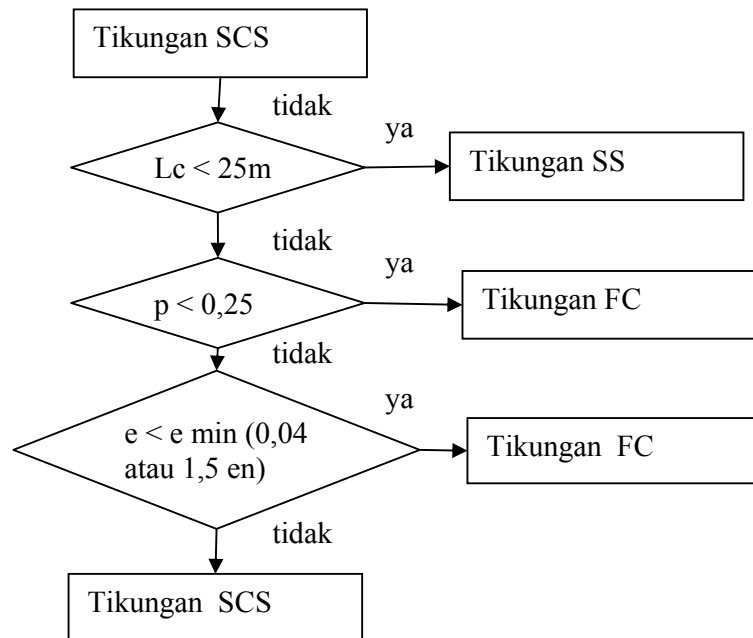 Tikungan SCS
tidak
ya
Lc < 25m
Tikungan SS
tidak
ya
p < 0,25
Tikungan FC
tidak
ya
e < e min (0,04
atau 1,5 en)
Tikungan  FC
tidak
Tikungan  SCS